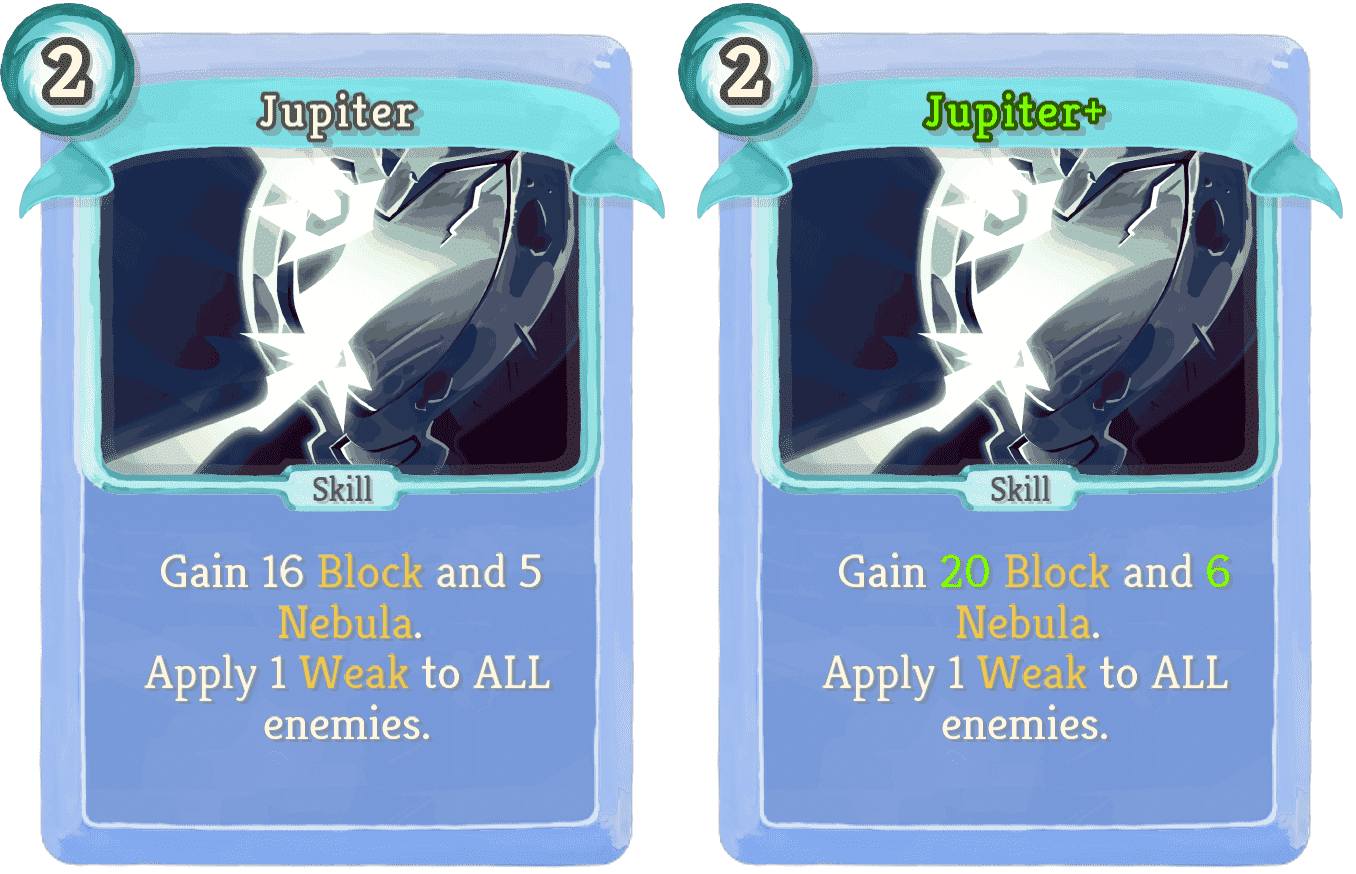 2
Jupiter
Skill
Gain 16 Block and 5
Nebula.
Apply 1 Weak to ALL
enemies.
2
Jupiter+
Skill
Gain 20 Block and 6
Nebula.
Apply 1 Weak to ALL
enemies.